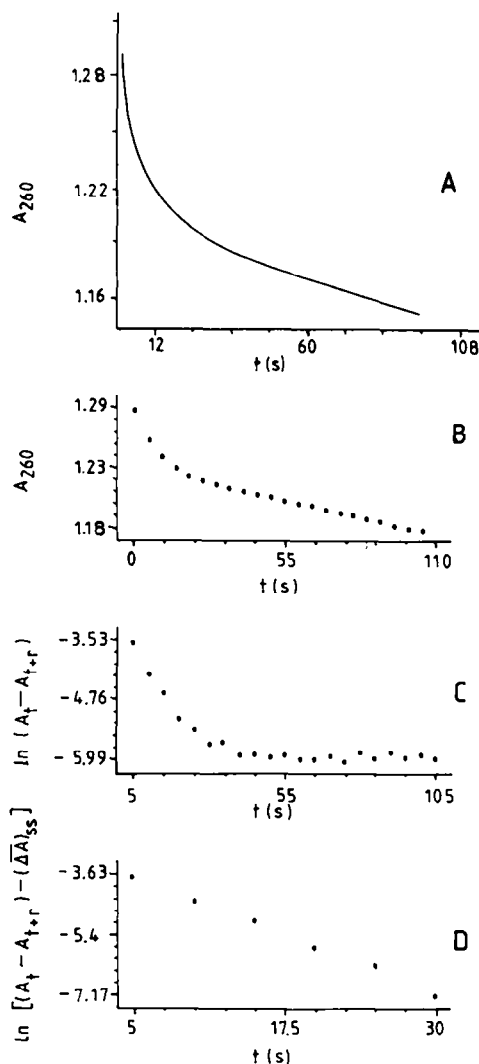 1.28
A
A260
1.22
1.16
12
60
108
t(s)
1.29
B
A260
1.23
1.18
0
55
110
t(s)
-3.53
C
ln (At-At+r)
-4.76
-5.99
5
55
105
t(s)
-3.63
ln [(At-At+r)-(ΔA)ss]
-5.4
D
-7.17
5
17.5
30
t(s)